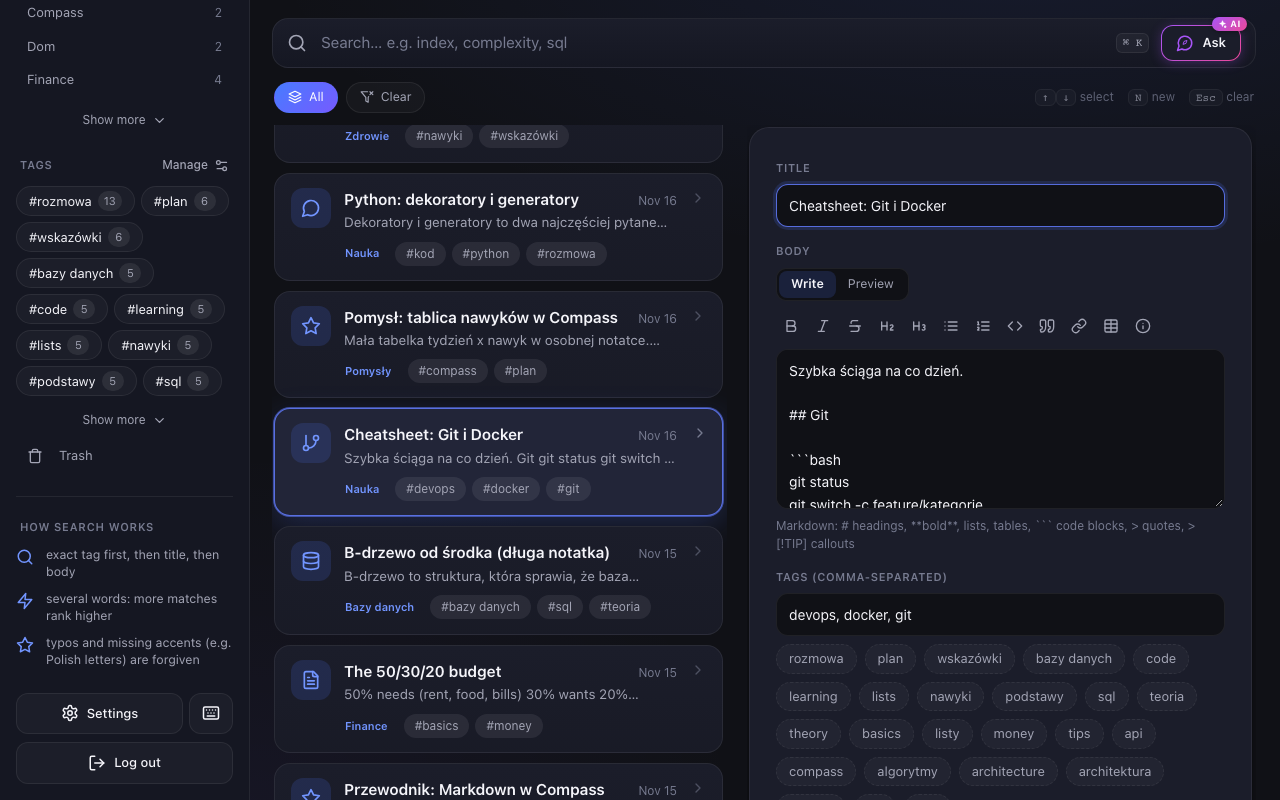 Compass 2
Dom 2
Finance 4
Show more
TAGS Manage
#rozmowa 13 #plan 6
#wskazówki 6
#bazy danych 5
#code 5 #learning 5
#lists 5 #nawyki 5
#podstawy 5 #sql 5
Show more
Trash
HOW SEARCH WORKS
exact tag first, then title, then
body
several words: more matches
rank higher
typos and missing accents (e.g.
Polish letters) are forgiven
Settings
Log out
Search... e.g. index, complexity, sql
⌘ K
AI
Ask
All Clear
↑ ↓ select N new Esc clear
Zdrowie #nawyki #wskazówki
Python: dekoratory i generatory Nov 16
Dekoratory i generatory to dwa najczęściej pytane...
Nauka #kod #python #rozmowa
Pomysł: tablica nawyków w Compass Nov 16
Mała tabelka tydzień x nawyk w osobnej notatce....
Pomysły #compass #plan
Cheatsheet: Git i Docker Nov 16
Szybka ściąga na co dzień. Git git status git switch ...
Nauka #devops #docker #git
B-drzewo od środka (długa notatka) Nov 15
B-drzewo to struktura, która sprawia, że baza...
Bazy danych #bazy danych #sql #teoria
The 50/30/20 budget Nov 15
50% needs (rent, food, bills) 30% wants 20%...
Finance #basics #money
Przewodnik: Markdown w Compass Nov 15
TITLE
Cheatsheet: Git i Docker
BODY
Write Preview
B I S H2 H3
Szybka ściąga na co dzień.
## Git
```bash
git status
git switch -c feature/kategorie
Markdown: # headings, **bold**, lists, tables, ``` code blocks, > quotes, >
[!TIP] callouts
TAGS (COMMA-SEPARATED)
devops, docker, git
rozmowa plan wskazówki bazy danych code
learning lists nawyki podstawy sql teoria
theory basics listy money tips api
compass algorytmy architecture architektura